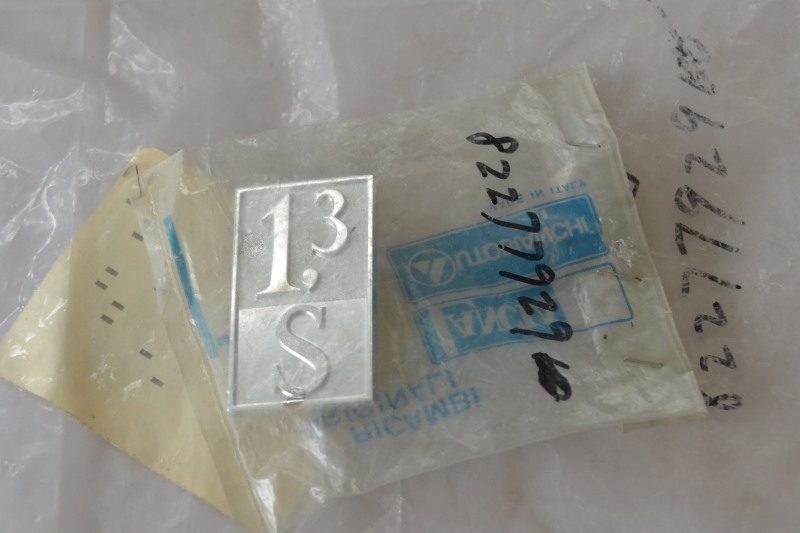 1.3
S
82277929
MADE IN ITALY
AUTOBIANCHI
LANCIA
RICAMBI
ORIGINALI
82277929